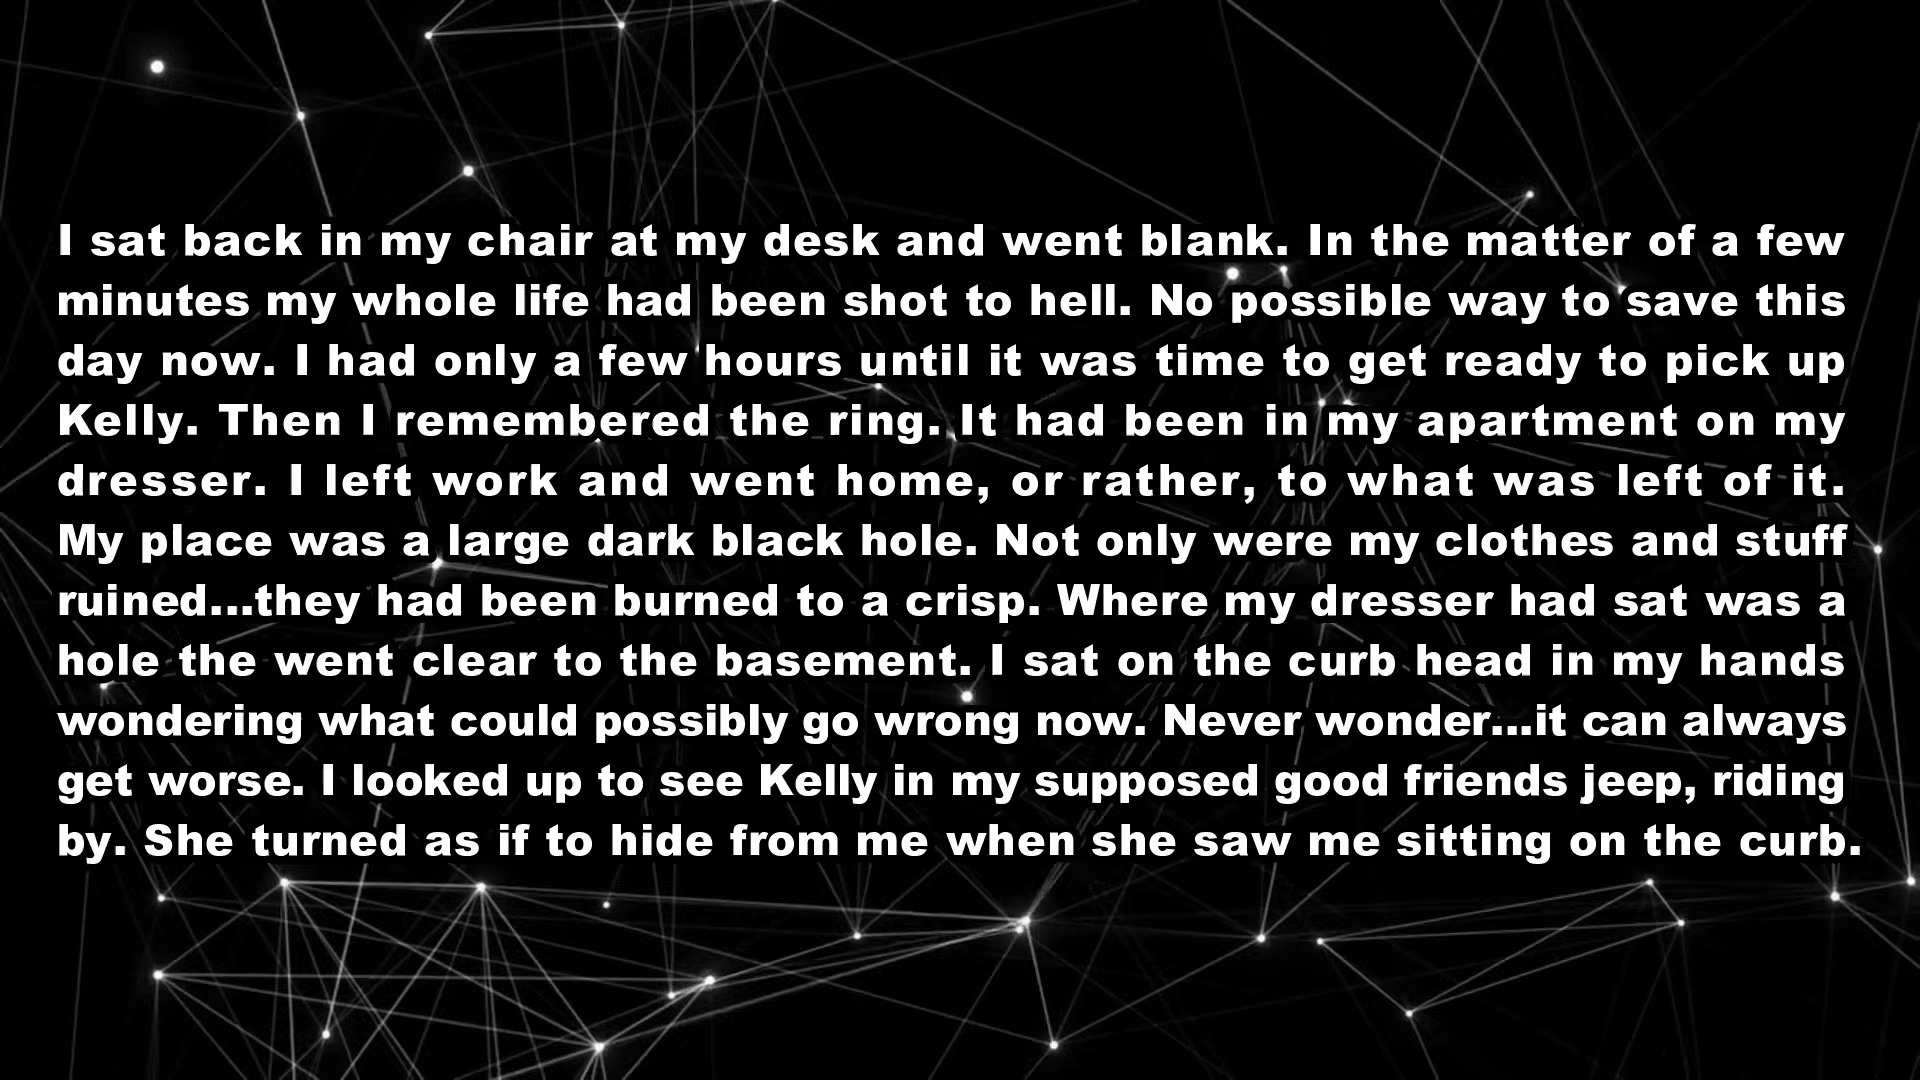 I sat back in my chair at my desk and went blank. In the matter of a few
minutes my whole life had been shot to hell. No possible way to save this
day now. I had only a few hours until it was time to get ready to pick up
Kelly. Then I remembered the ring. It had been in my apartment on my
dresser. I left work and went home, or rather, to what was left of it.
My place was a large dark black hole. Not only were my clothes and stuff
ruined...they had been burned to a crisp. Where my dresser had sat was a
hole the went clear to the basement. I sat on the curb head in my hands
wondering what could possibly go wrong now. Never wonder...it can always
get worse. I looked up to see Kelly in my supposed good friends jeep, riding
by. She turned as if to hide from me when she saw me sitting on the curb.